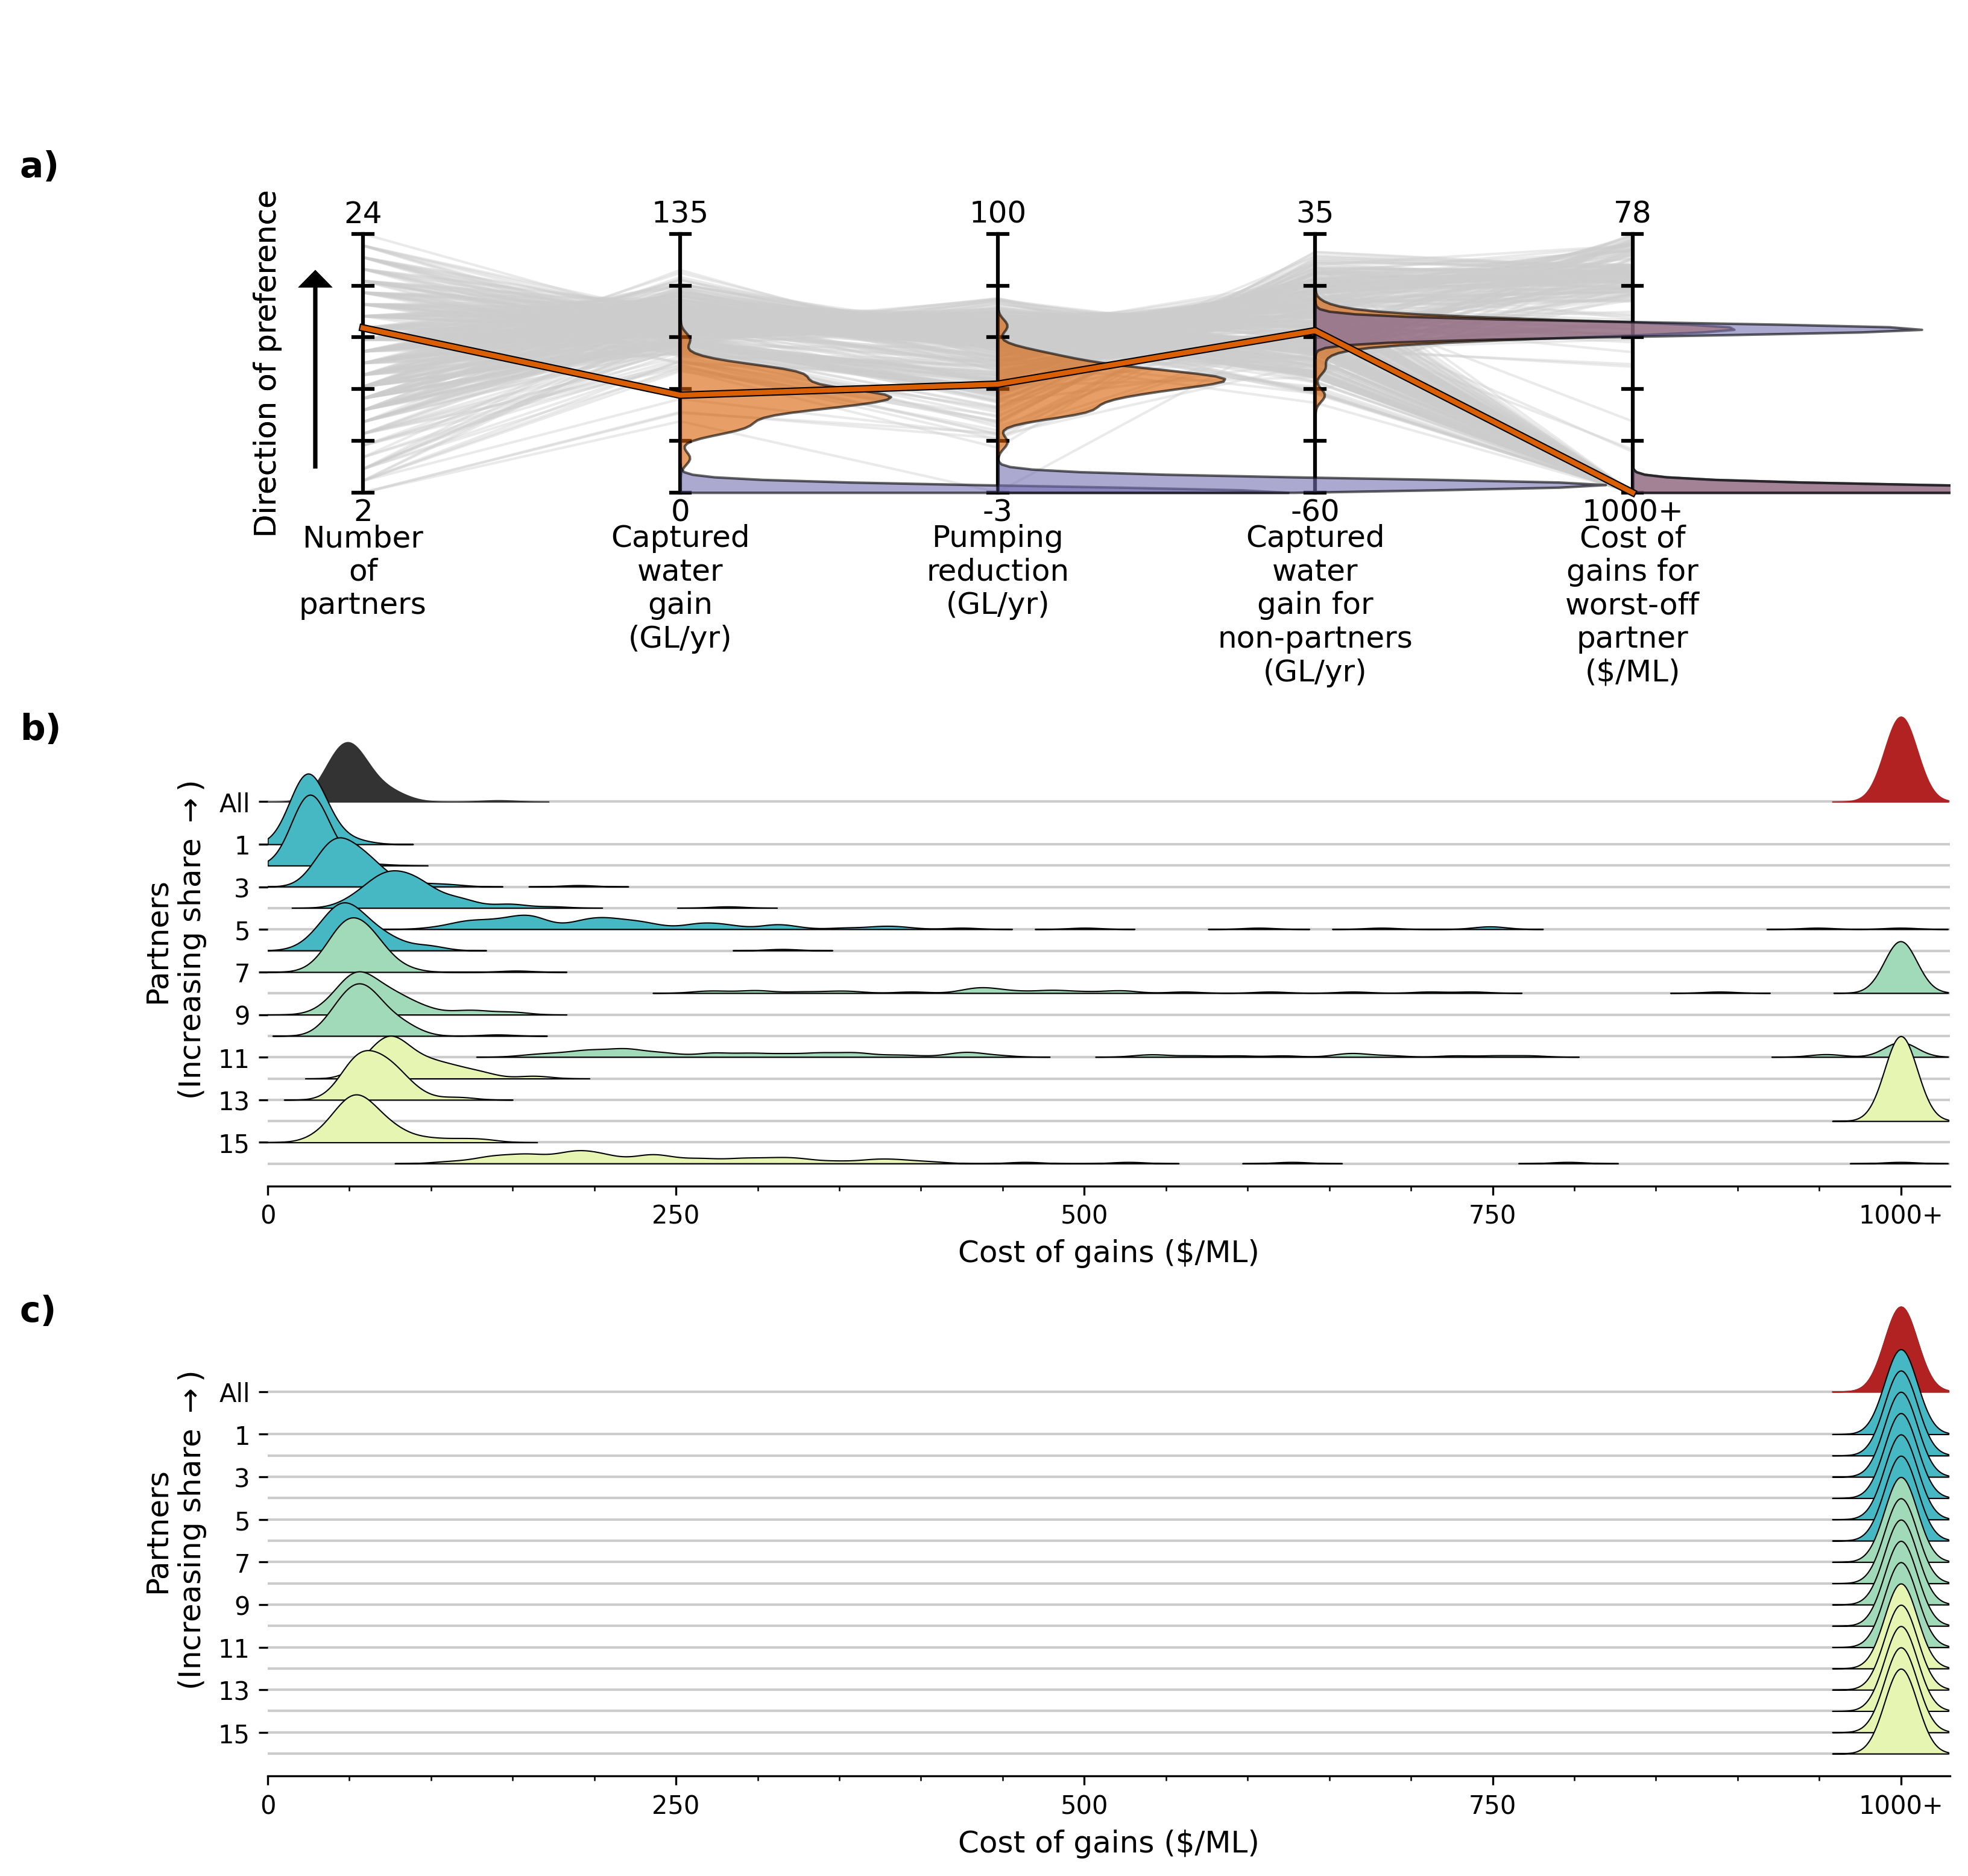 a)
Direction of preference
24
135
100
35
78
2
0
-3
-60
1000+
Number
of
partners
Captured
water
gain
(GL/yr)
Pumping
reduction
(GL/yr)
Captured
water
gain for
non-partners
(GL/yr)
Cost of
gains for
worst-off
partner
($/ML)
b)
Partners
(Increasing share →)
All
1
3
5
7
9
11
13
15
0
250
500
750
1000+
Cost of gains ($/ML)
c)
Partners
(Increasing share →)
All
1
3
5
7
9
11
13
15
0
250
500
750
1000+
Cost of gains ($/ML)